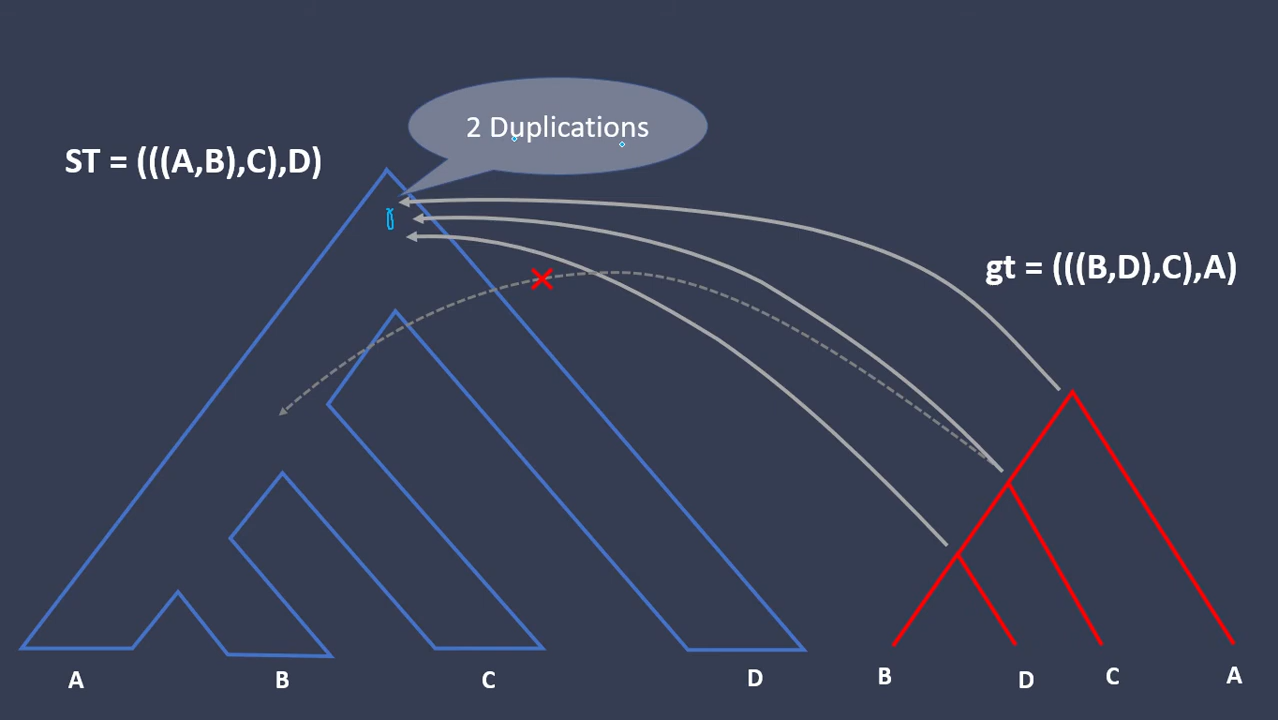 2 Duplications
ST = (((A,B),C),D)
gt = (((B,D),C),A)
A B C D
B D C A